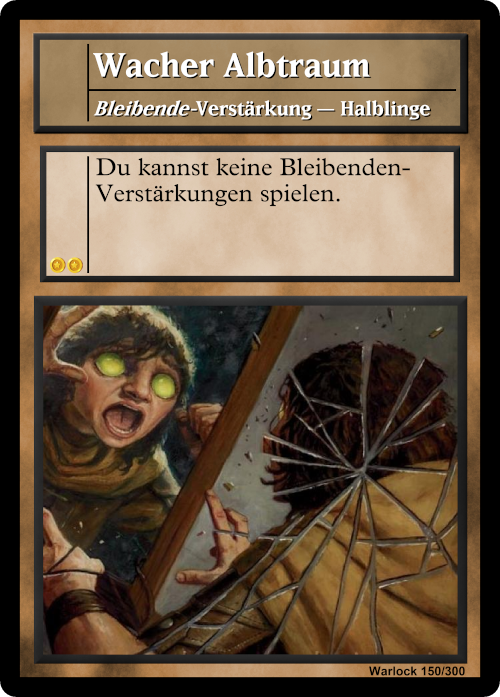 Wacher Albtraum
Bleibende-Verstärkung — Halblinge
Du kannst keine Bleibenden-
Verstärkungen spielen.
Warlock 150/300